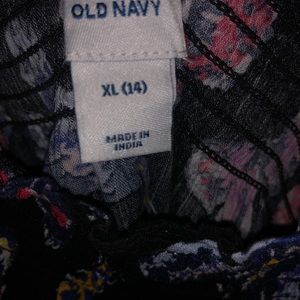 OLD NAVY
XL (14)
MADE IN
INDIA